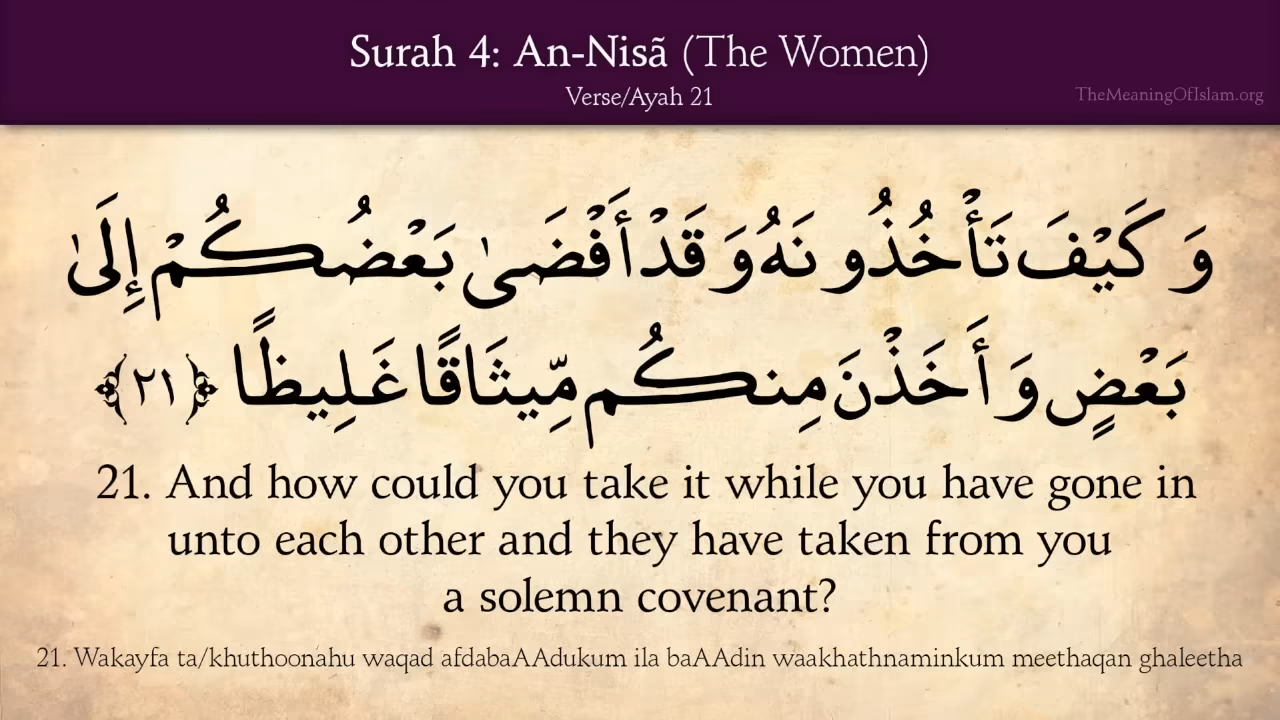 Surah 4: An-Nisã (The Women)
Verse/Ayah 21
TheMeaningOfIslam.org
وَكَيْفَ تَأْخُذُونَهُ وَقَدْ أَفْضَىٰ بَعْضُكُمْ إِلَىٰ
بَعْضٍ وَأَخَذْنَ مِنكُم مِّيثَاقًا غَلِيظًا ﴿٢١﴾
21. And how could you take it while you have gone in
unto each other and they have taken from you
a solemn covenant?
21. Wakayfa ta/khuthoonahu waqad afdabaAAdukum ila baAAdin waakhathnaminkum meethaqan ghaleetha